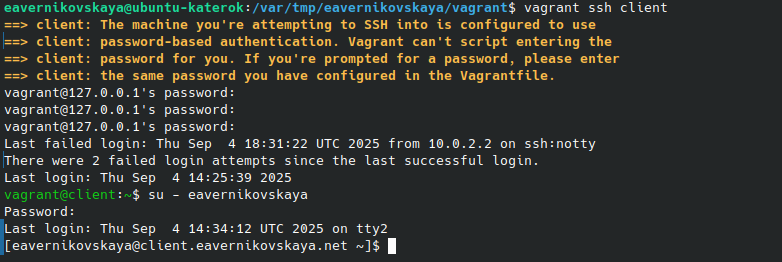 eavernikovskaya@ubuntu-katerok:/var/tmp/eavernikovskaya/vagrant$ vagrant ssh client
==> client: The machine you're attempting to SSH into is configured to use
==> client: password-based authentication. Vagrant can't script entering the
==> client: password for you. If you're prompted for a password, please enter
==> client: the same password you have configured in the Vagrantfile.
vagrant@127.0.0.1's password:
vagrant@127.0.0.1's password:
vagrant@127.0.0.1's password:
Last failed login: Thu Sep  4 18:31:22 UTC 2025 from 10.0.2.2 on ssh:notty
There were 2 failed login attempts since the last successful login.
Last login: Thu Sep  4 14:25:39 2025
vagrant@client:~$ su - eavernikovskaya
Password:
Last login: Thu Sep  4 14:34:12 UTC 2025 on tty2
[eavernikovskaya@client.eavernikovskaya.net ~]$